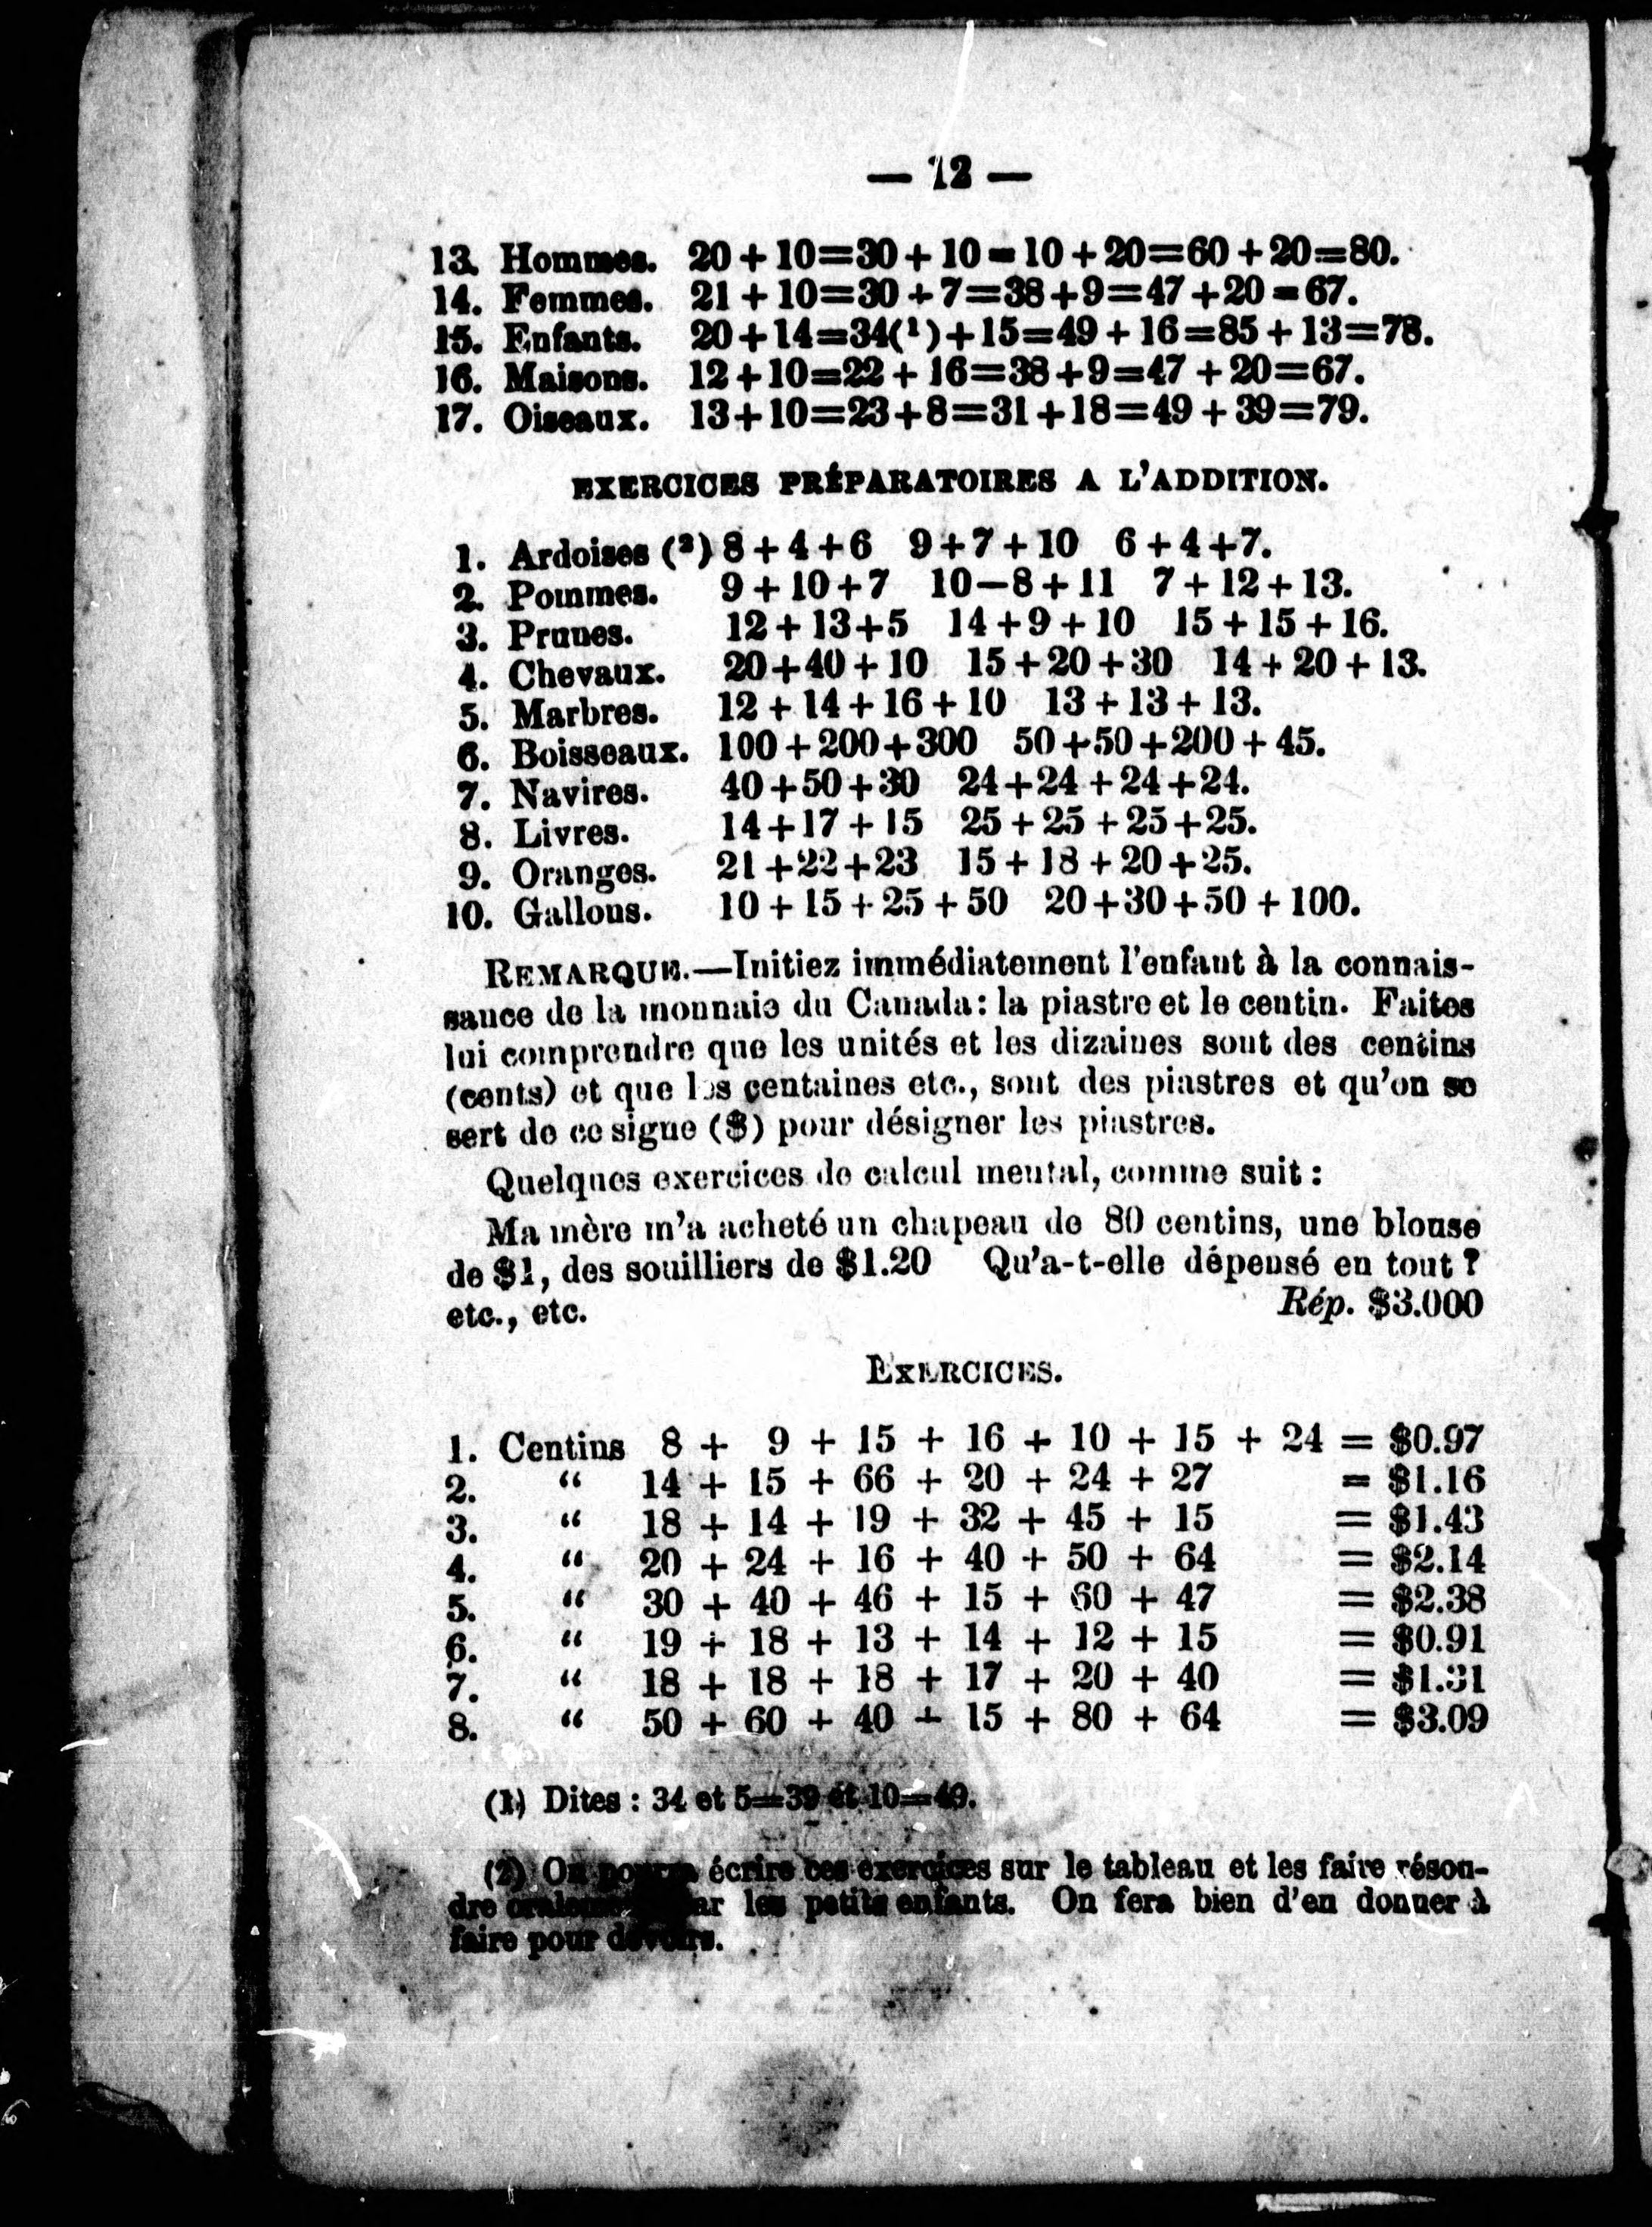 — 12 —
13. Hommes. 20 + 10=30 + 10 = 10 + 20=60 + 20=80.
14. Femmes. 21 + 10=30 + 7=38+9=47 +20 = 67.
15. Enfants. 20+14=34(1)+15=49 + 16=85 + 13=78.
16. Maisons. 12+10=22 + 16=38+9=47 + 20=67.
17. Oiseaux. 13+10=23+8=31+18=49 + 39=79.
EXERCICES PRÉPARATOIRES A L'ADDITION.
1. Ardoises (2) 8+4+6 9+7+10 6+4+7.
2. Pommes. 9+10+7 10—8+11 7+12+13.
3. Prunes. 12+13+5 14+9+10 15+15+16.
4. Chevaux. 20+40+10 15+20+30 14+20+13.
5. Marbres. 12+14+16+10 13+13+13.
6. Boisseaux. 100+200+300 50+50+200+45.
7. Navires. 40+50+30 24+24+24+24.
8. Livres. 14+17+15 25+25+25+25.
9. Oranges. 21+22+23 15+18+20+25.
10. Gallons. 10+15+25+50 20+30+50+100.
REMARQUE.—Initiez immédiatement l'enfant à la connais-
sance de la monnaie du Canada: la piastre et le centin. Faites
lui comprendre que les unités et les dizaines sont des centins
(cents) et que les centaines etc., sont des piastres et qu'on se
sert de ce signe ($) pour désigner les piastres.
Quelques exercices de calcul mental, comme suit :
Ma mère m'a acheté un chapeau de 80 centins, une blouse
de $1, des souilliers de $1.20 Qu'a-t-elle dépensé en tout ?
etc., etc. Rép. $3.000
EXERCICES.
1. Centins 8 + 9 + 15 + 16 + 10 + 15 + 24 = $0.97
2. “ 14 + 15 + 66 + 20 + 24 + 27 = $1.16
3. “ 18 + 14 + 19 + 32 + 45 + 15 = $1.43
4. “ 20 + 24 + 16 + 40 + 50 + 64 = $2.14
5. “ 30 + 40 + 46 + 15 + 60 + 47 = $2.38
6. “ 19 + 18 + 13 + 14 + 12 + 15 = $0.91
7. “ 18 + 18 + 18 + 17 + 20 + 40 = $1.31
8. “ 50 + 60 + 40 + 15 + 80 + 64 = $3.09
(1) Dites : 34 et 5=39 et 10=49.
(2) On pourra écrire ces exercices sur le tableau et les faire résou-
dre par les petits enfants. On fera bien d'en donner à
faire pour devoirs.